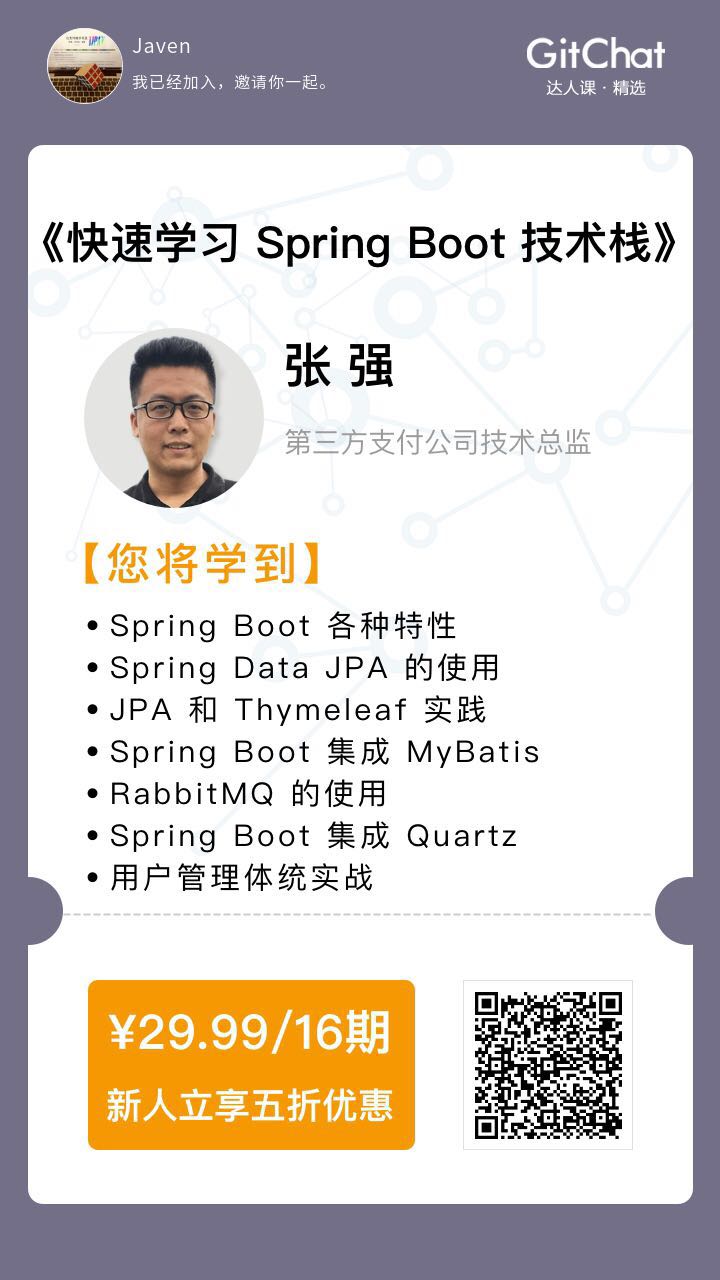 Javen
我已经加入，邀请你一起。
GitChat
达人课 · 精选
《快速学习 Spring Boot 技术栈》
张 强
第三方支付公司技术总监
【您将学到】
• Spring Boot 各种特性
• Spring Data JPA 的使用
• JPA 和 Thymeleaf 实践
• Spring Boot 集成 MyBatis
• RabbitMQ 的使用
• Spring Boot 集成 Quartz
• 用户管理体统实战
¥29.99/16期
新人立享五折优惠